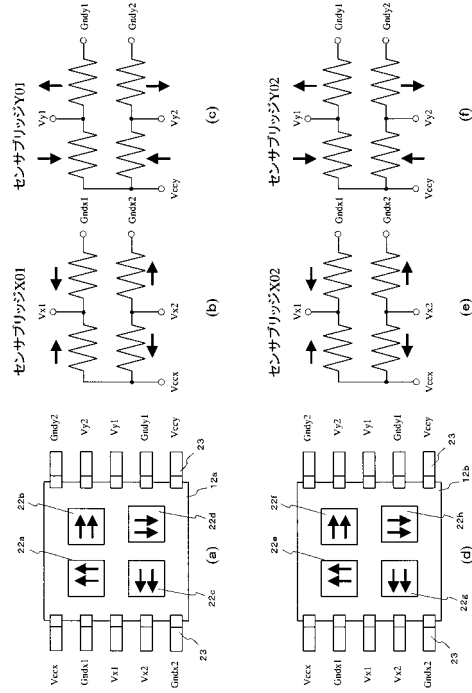 Vccx
Gndx1
Vx1
Vx2
Gndx2
23
22a
22b
22c
22d
Gndy2
Vy2
Vy1
Gndy1
Vccy
23
12a
(a)
センサブリッジX01
Vx1
Gndx1
Gndx2
Vx2
Vccx
(b)
センサブリッジY01
Vy1
Gndy1
Gndy2
Vy2
Vccy
(c)
Vccx
Gndx1
Vx1
Vx2
Gndx2
23
22e
22f
22g
22h
Gndy2
Vy2
Vy1
Gndy1
Vccy
23
12b
(d)
センサブリッジX02
Vx1
Gndx1
Gndx2
Vx2
Vccx
(e)
センサブリッジY02
Vy1
Gndy1
Gndy2
Vy2
Vccy
(f)